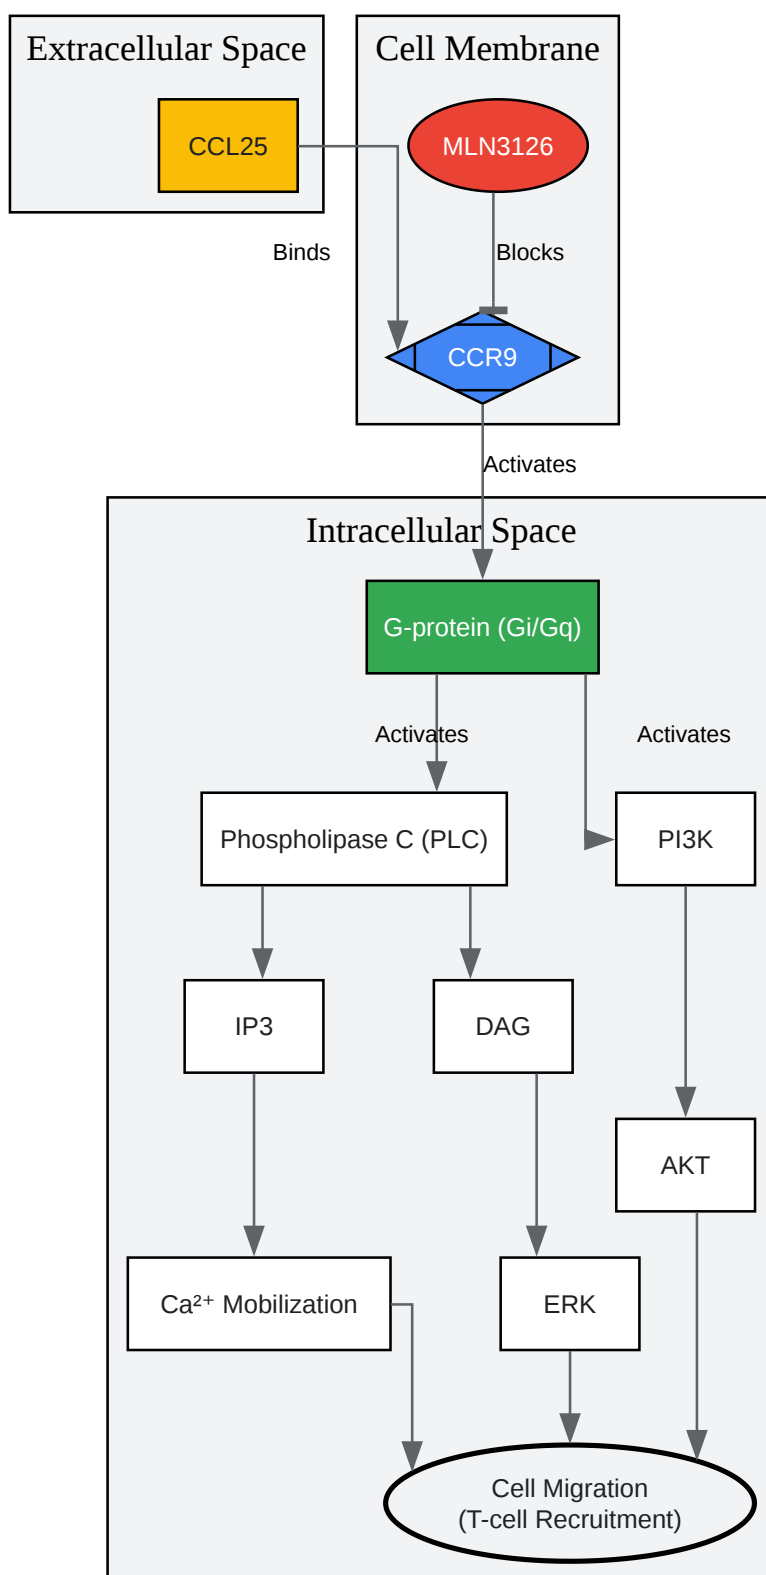 Extracellular Space
Cell Membrane
CCL25
MLN3126
Binds
Blocks
CCR9
Activates
Intracellular Space
G-protein (Gi/Gq)
Activates
Activates
Phospholipase C (PLC)
PI3K
IP3
DAG
AKT
Ca²⁺ Mobilization
ERK
Cell Migration
(T-cell Recruitment)